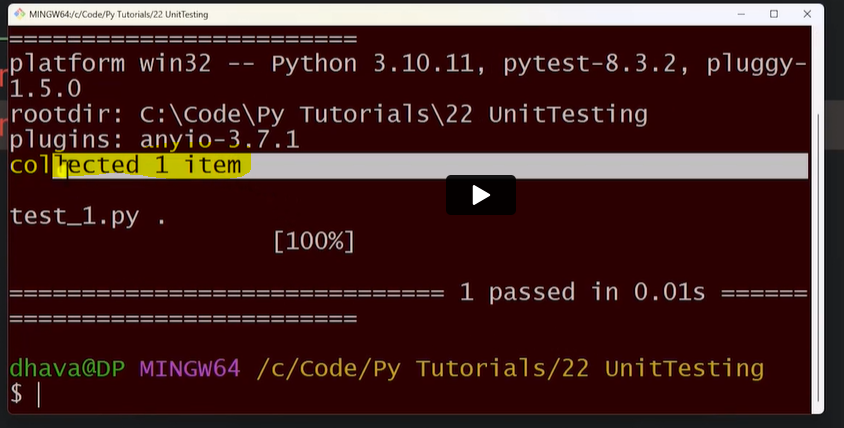 MINGW64:/c/Code/Py Tutorials/22 UnitTesting
========================
platform win32 -- Python 3.10.11, pytest-8.3.2, pluggy-
1.5.0
rootdir: C:\Code\Py Tutorials\22 UnitTesting
plugins: anyio-3.7.1
collected 1 item
test_1.py .
[100%]
============================== 1 passed in 0.01s ======
========================
dhava@DP MINGW64 /c/Code/Py Tutorials/22 UnitTesting
$